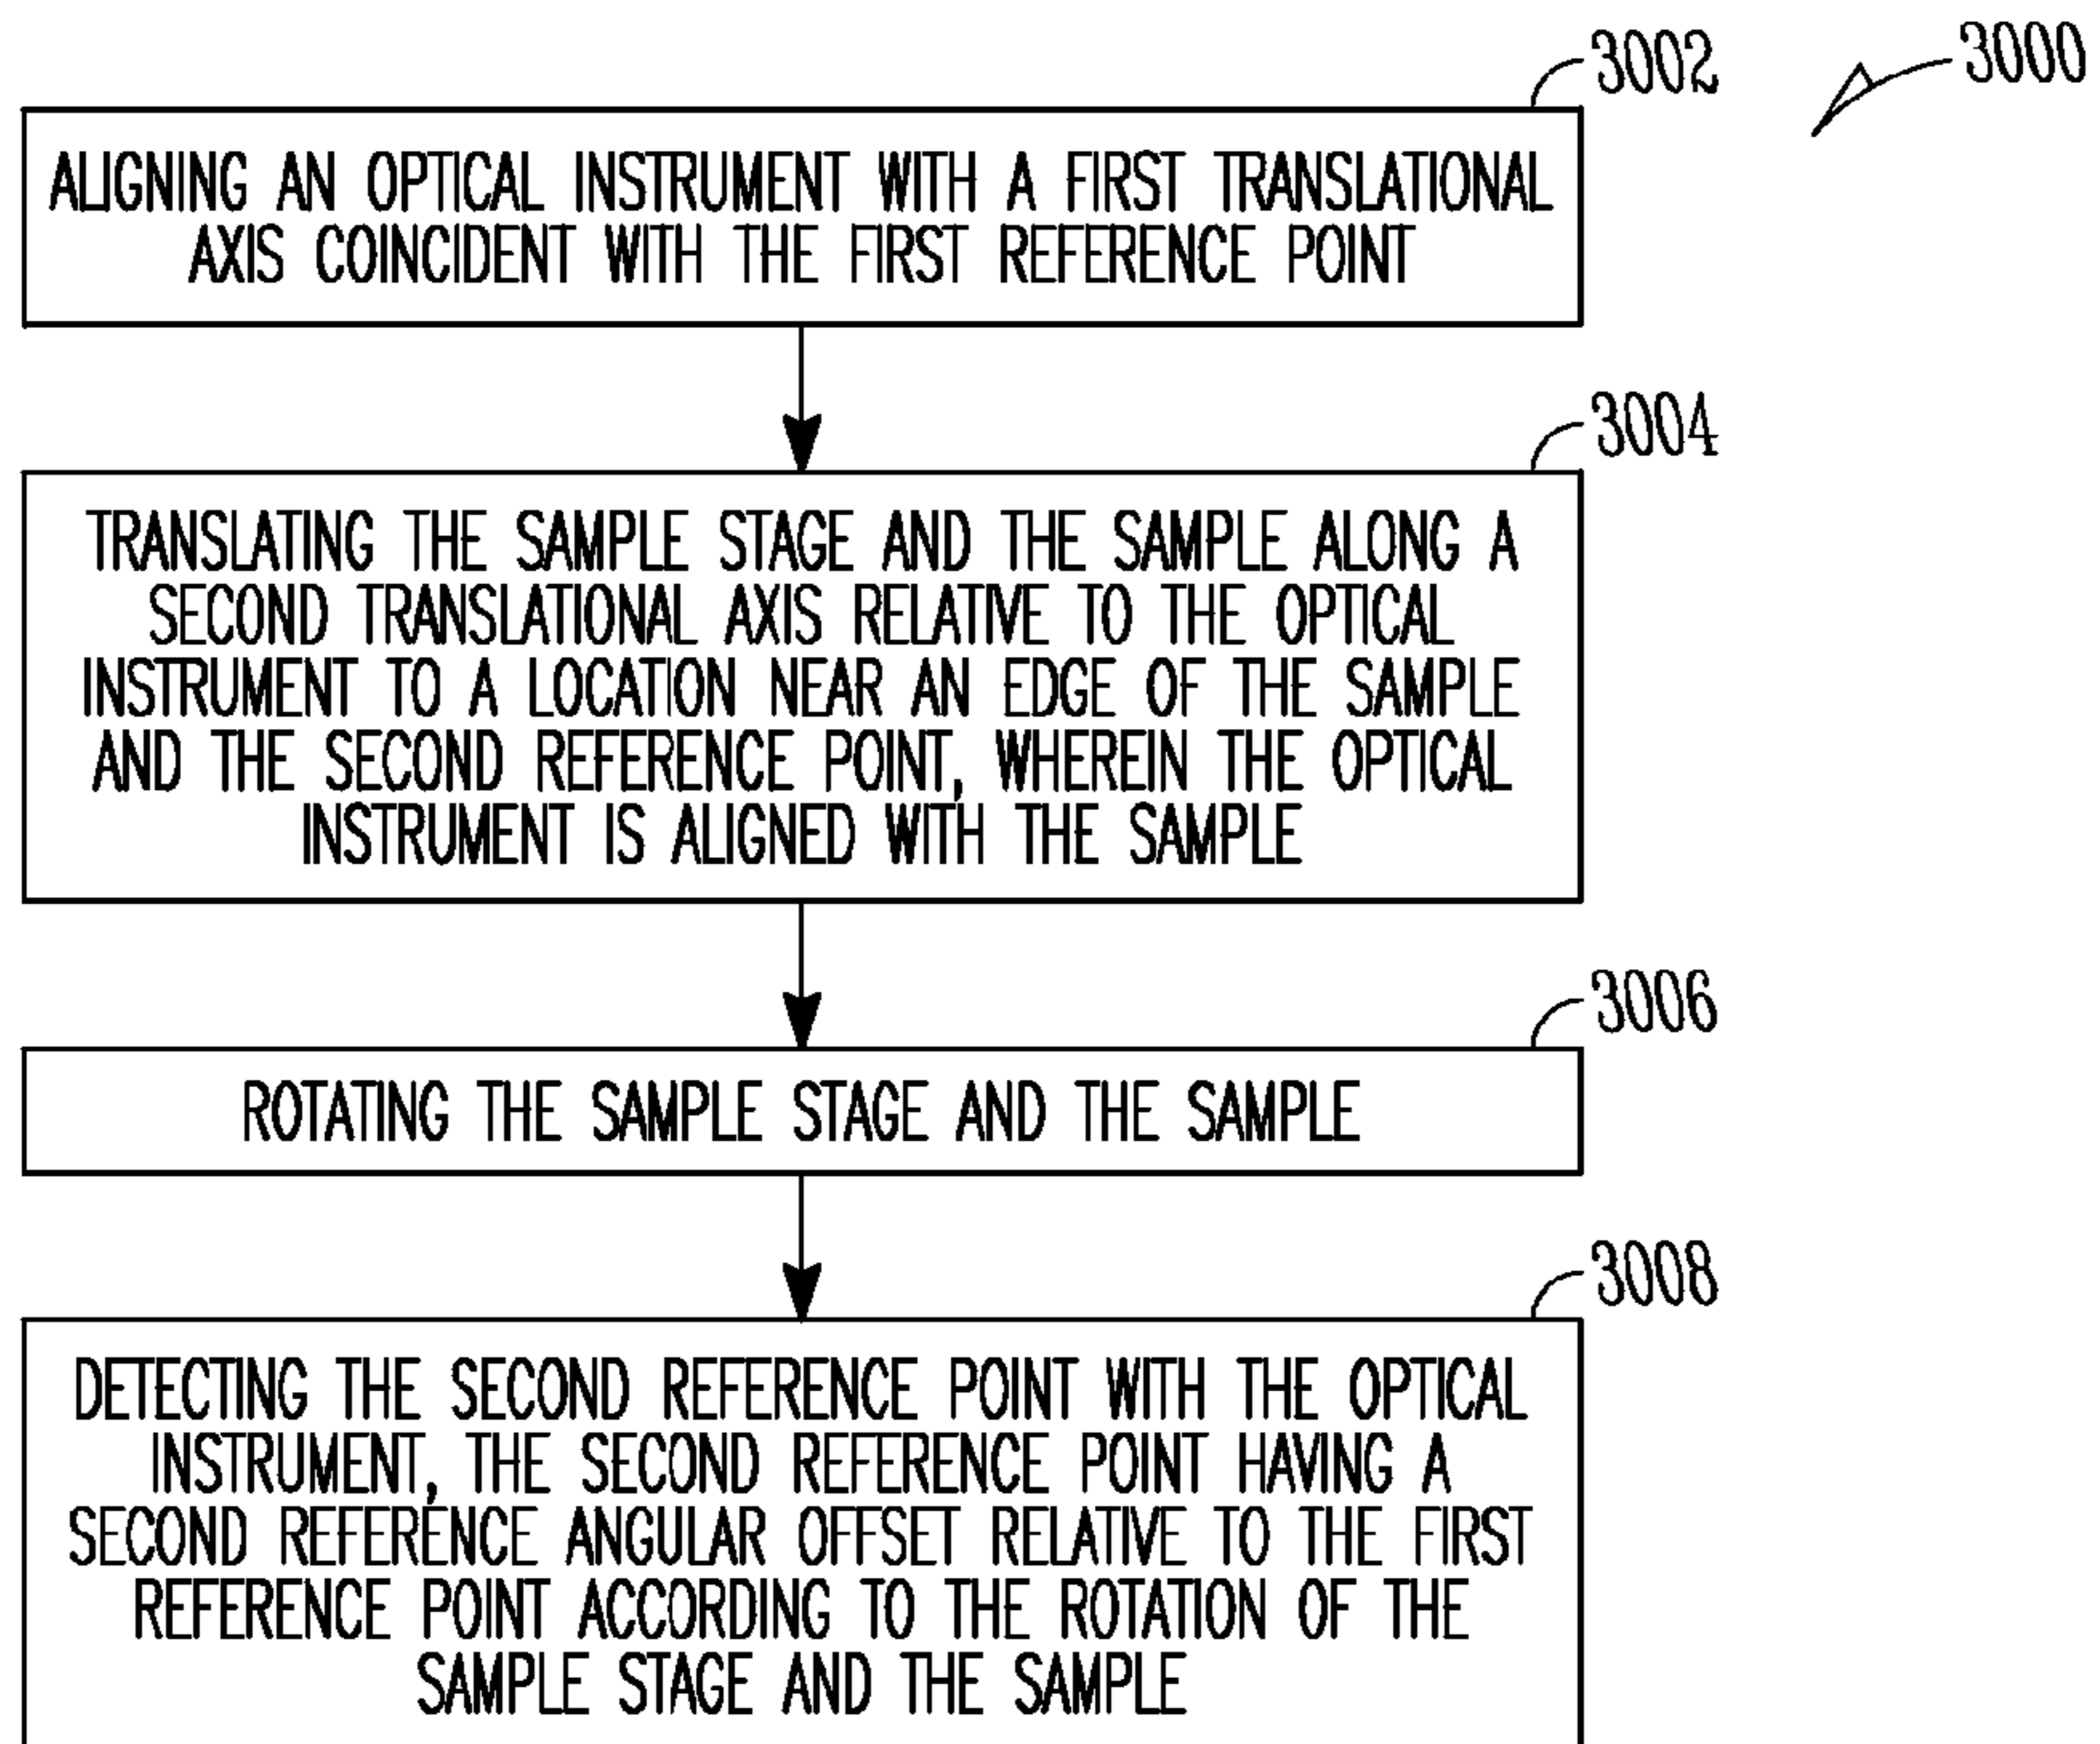 3002
3000
ALIGNING AN OPTICAL INSTRUMENT WITH A FIRST TRANSLATIONAL
AXIS COINCIDENT WITH THE FIRST REFERENCE POINT
3004
TRANSLATING THE SAMPLE STAGE AND THE SAMPLE ALONG A
SECOND TRANSLATIONAL AXIS RELATIVE TO THE OPTICAL
INSTRUMENT TO A LOCATION NEAR AN EDGE OF THE SAMPLE
AND THE SECOND REFERENCE POINT, WHEREIN THE OPTICAL
INSTRUMENT IS ALIGNED WITH THE SAMPLE
3006
ROTATING THE SAMPLE STAGE AND THE SAMPLE
3008
DETECTING THE SECOND REFERENCE POINT WITH THE OPTICAL
INSTRUMENT, THE SECOND REFERENCE POINT HAVING A
SECOND REFERENCE ANGULAR OFFSET RELATIVE TO THE FIRST
REFERENCE POINT ACCORDING TO THE ROTATION OF THE
SAMPLE STAGE AND THE SAMPLE